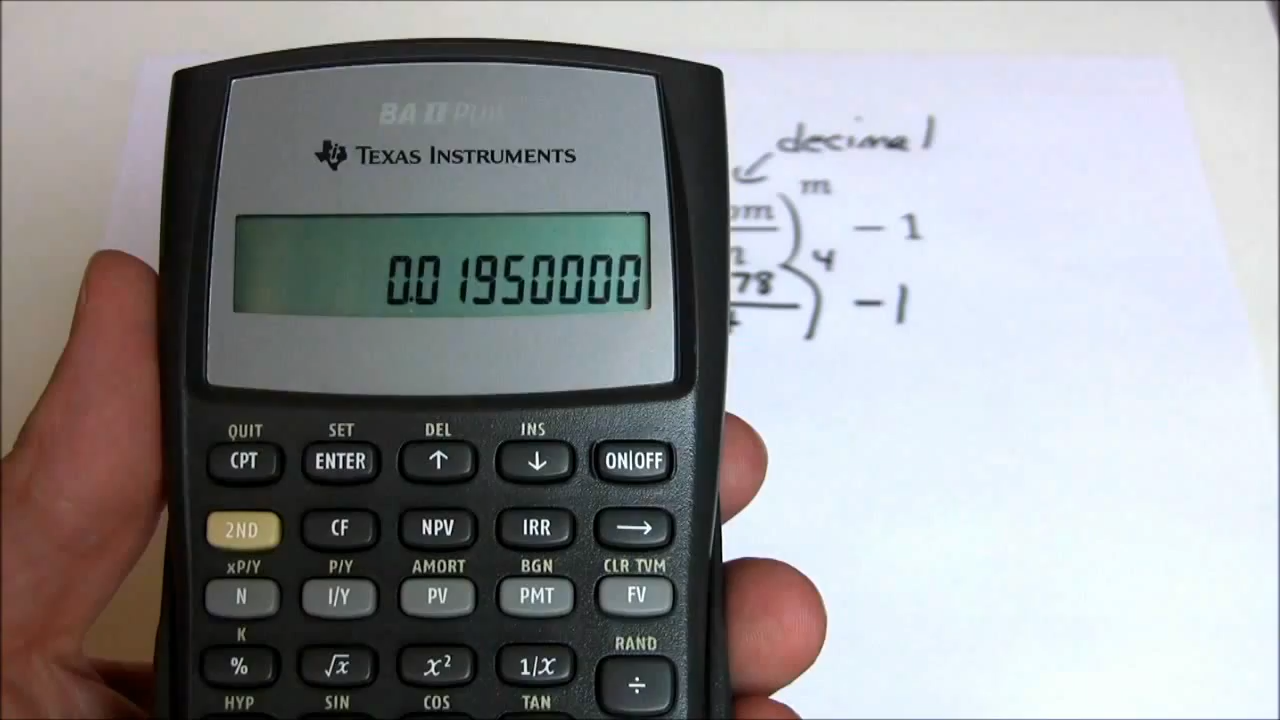 BA II Plus
TEXAS INSTRUMENTS
0.01950000
QUIT SET DEL INS
CPT ENTER ↑ ↓ ON|OFF
2ND CF NPV IRR →
xP/Y P/Y AMORT BGN CLR TVM
N I/Y PV PMT FV
K RAND
% √x x² 1/x ÷
HYP SIN COS TAN
decimal
m
om
) - 1
78 ) 4
- 1